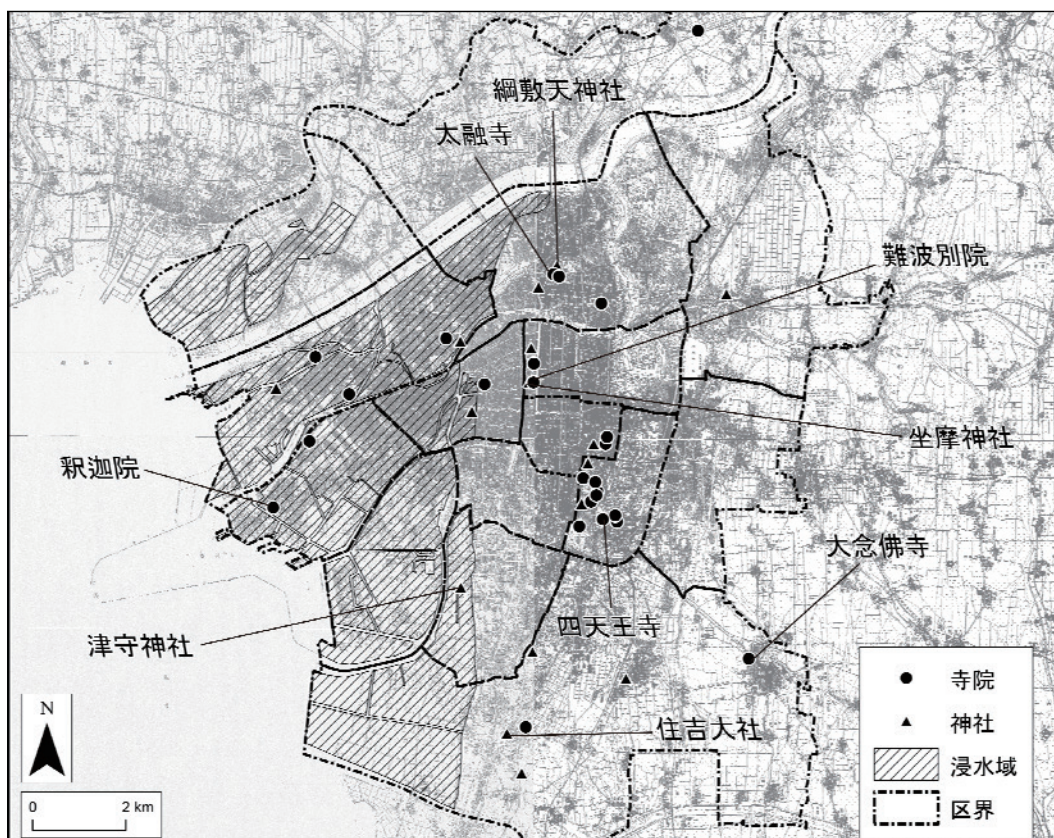 綱敷天神社
太融寺
難波別院
坐摩神社
釈迦院
大念佛寺
四天王寺
津守神社
住吉大社
寺院
神社
浸水域
区界
N
0 2 km